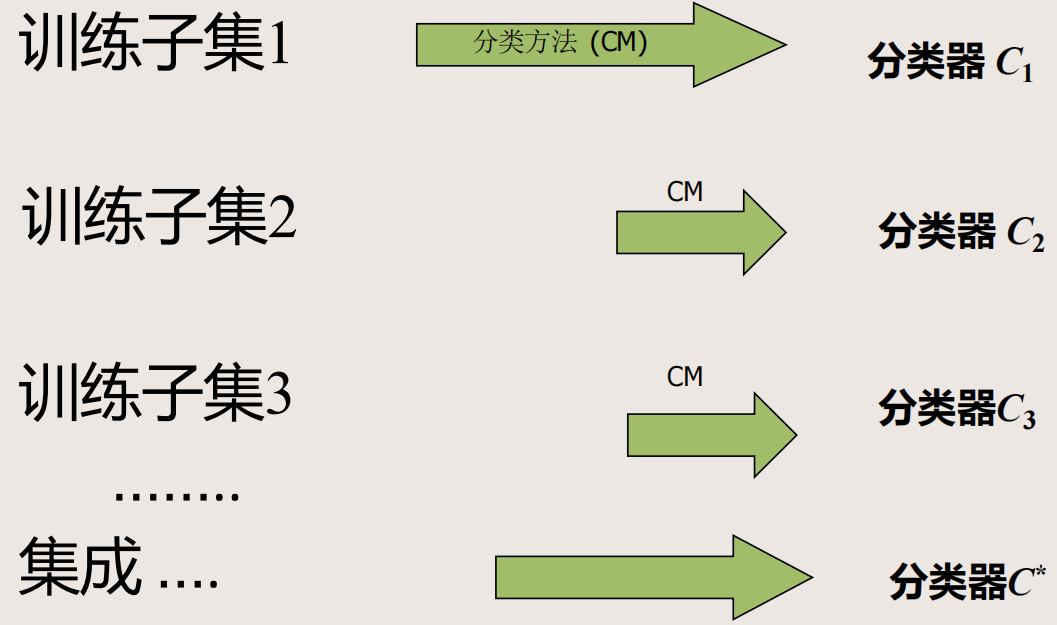 训练子集1 分类方法 (CM) 分类器 C1
训练子集2 CM 分类器 C2
训练子集3 CM 分类器C3
........
集成 .... 分类器C*